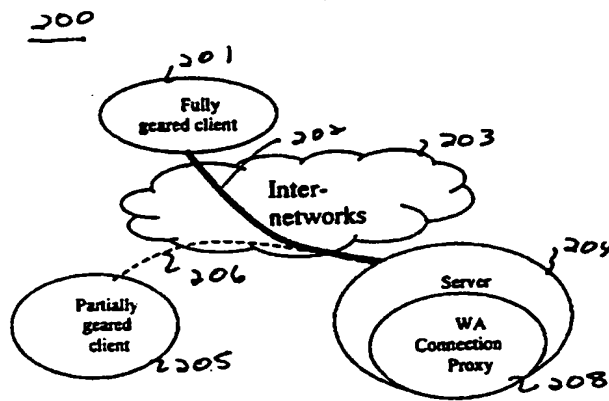 200
201
Fully
geared client
202
203
Inter-
networks
204
206
Server
Partially
geared
client
WA
Connection
Proxy
205
208